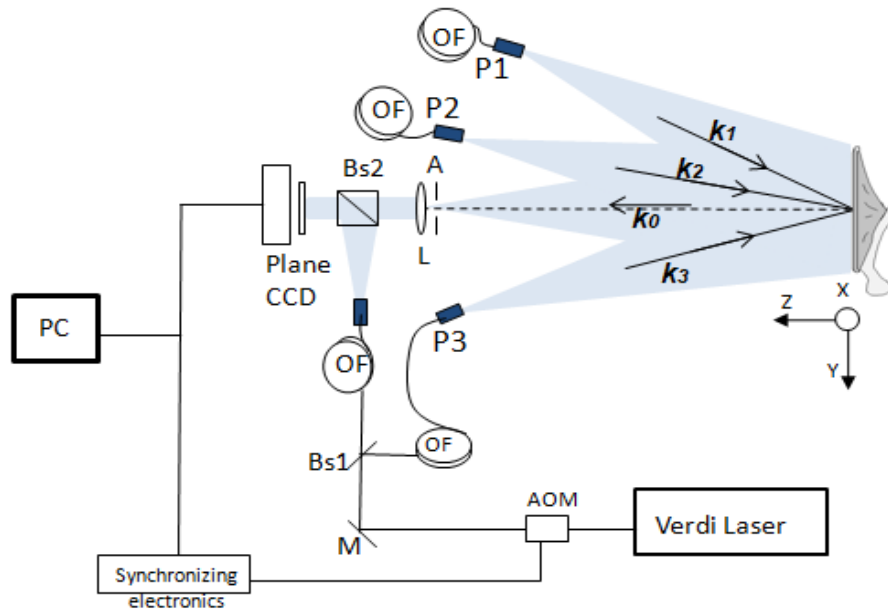 OF
P1
OF
P2
k1
Bs2
A
k2
k0
L
k3
Plane
CCD
P3
Z
X
Y
PC
OF
OF
Bs1
AOM
Verdi Laser
M
Synchronizing
electronics